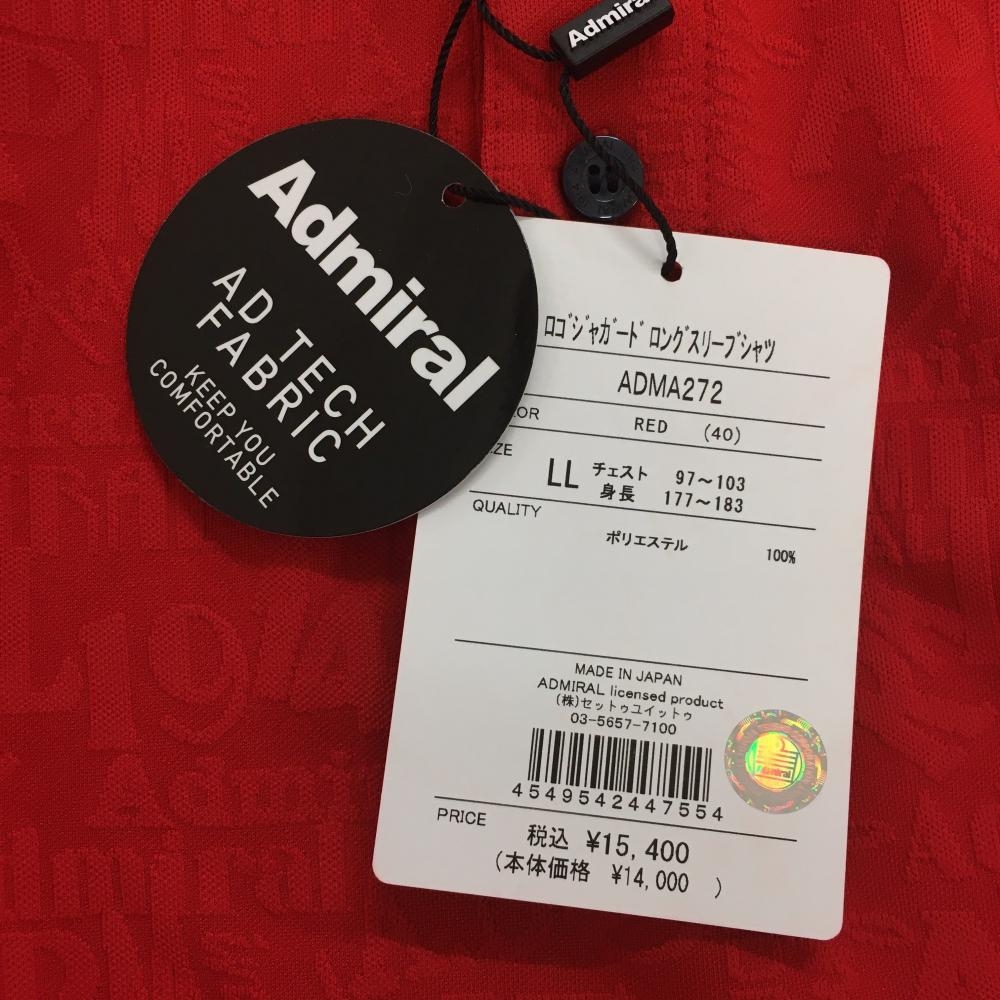 Admiral
Admiral
AD TECH
FABRIC
KEEP YOU
COMFORTABLE
ﾛｺﾞｼﾞｬｶﾞｰﾄﾞ ﾛﾝｸﾞｽﾘｰﾌﾞｼｬﾂ
ADMA272
OR RED (40)
ZE
LL チェスト 97～103
身長 177～183
QUALITY
ポリエステル 100%
MADE IN JAPAN
ADMIRAL licensed product
(株)セットゥユイットゥ
03-5657-7100
4549542447554
PRICE
税込 ¥15,400
(本体価格 ¥14,000 )